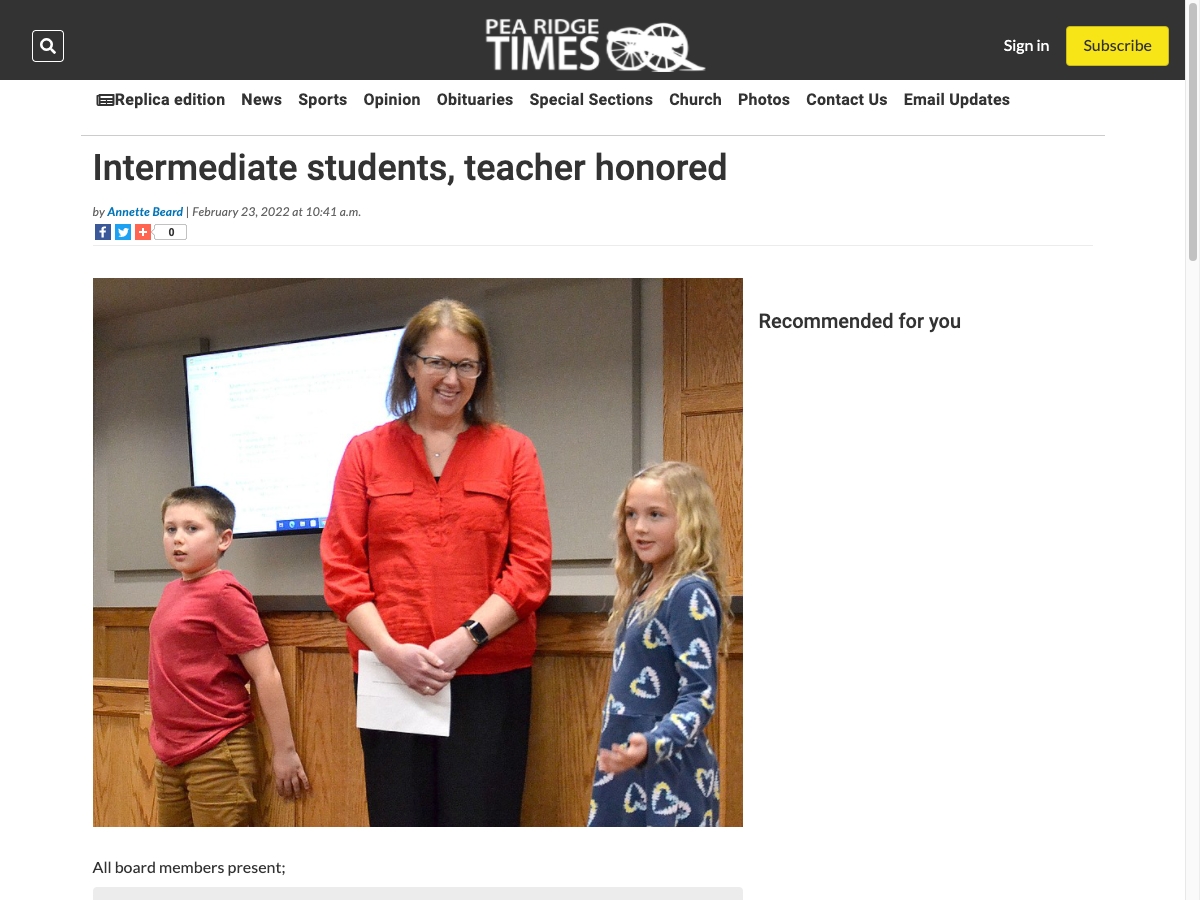 PEA RIDGE
TIMES
Sign in
Subscribe
Replica edition News Sports Opinion Obituaries Special Sections Church Photos Contact Us Email Updates
Intermediate students, teacher honored
by Annette Beard | February 23, 2022 at 10:41 a.m.
0
Recommended for you
All board members present;